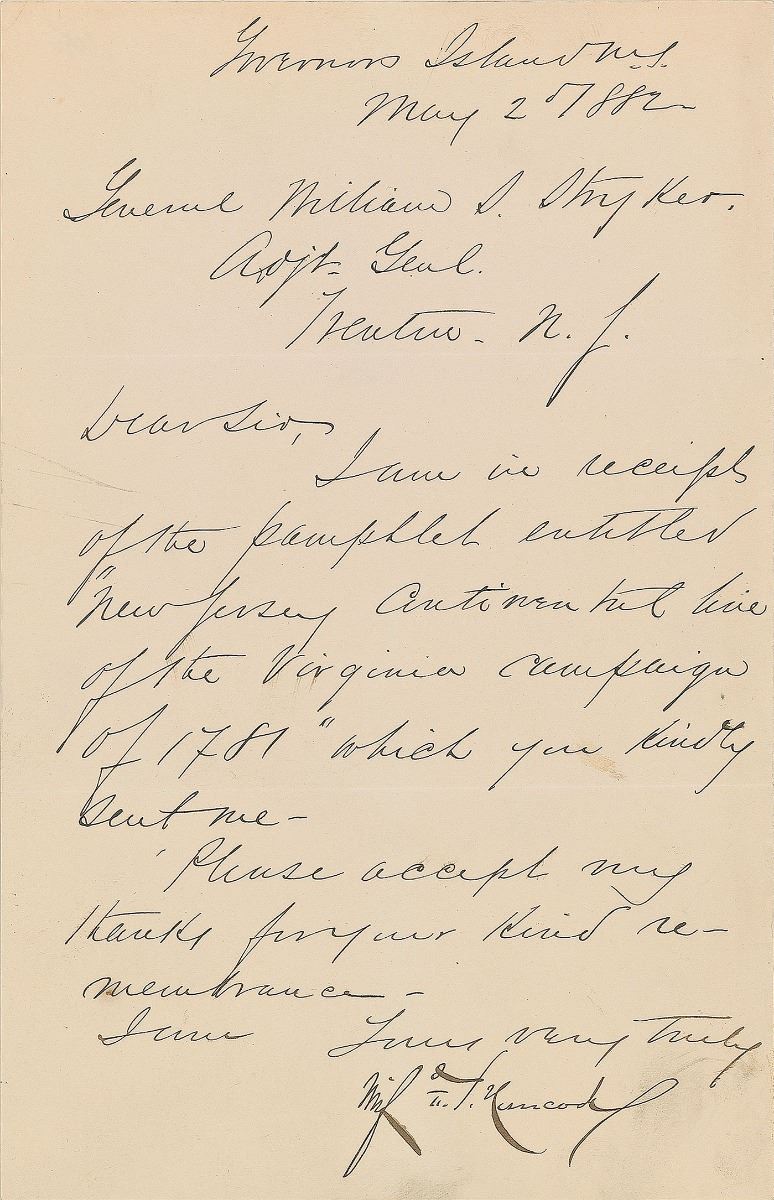 Governors Island N.Y.
May 2d 1882
General William S. Stryker.
Adjt. Genl.
Trenton - N. J.
Dear Sir,
I am in receipt
of the pamphlet entitled
"New Jersey Continental line
of the Virginia campaign
of 1781" which you kindly
sent me -
Please accept my
thanks for your kind re-
membrance -
I am Yours very truly
Winfd S. Hancock